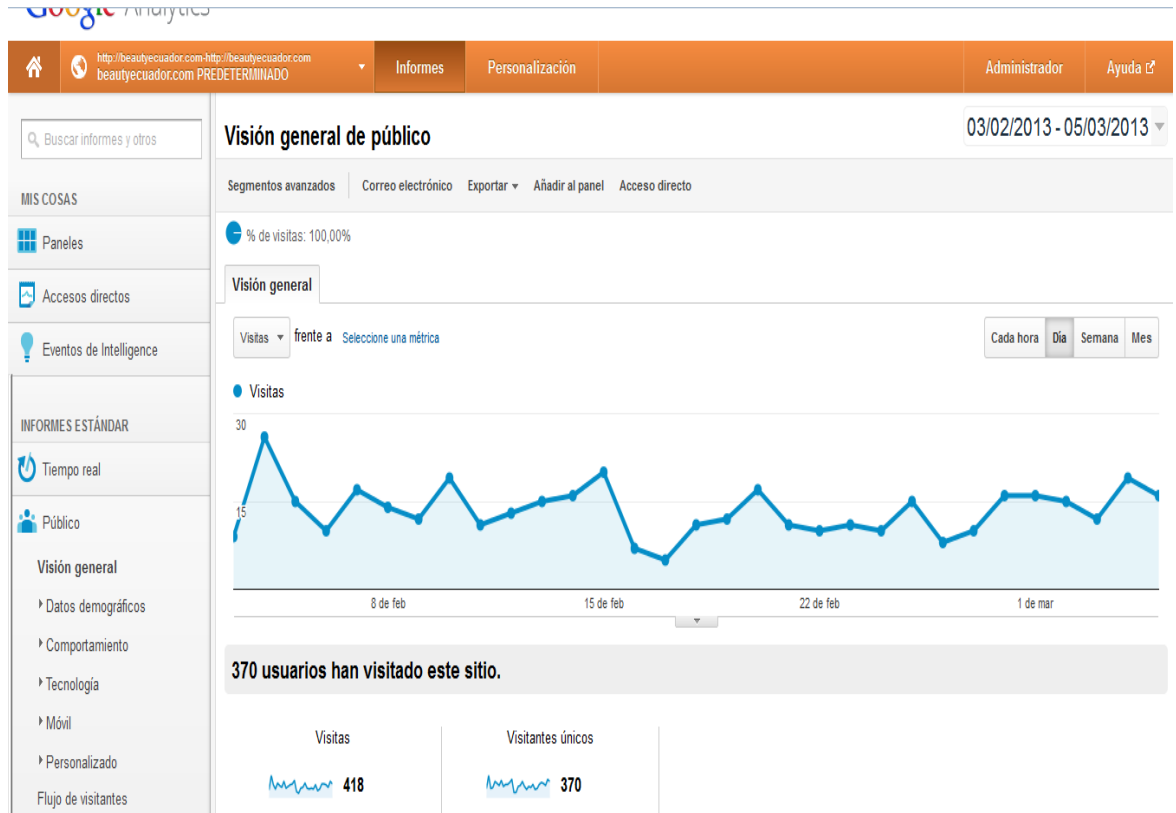 Google Analytics
http://beautyecuador.com-http://beautyecuador.com
beautyecuador.com PREDETERMINADO
Informes
Personalización
Administrador
Ayuda
Buscar informes y otros
MIS COSAS
Paneles
Accesos directos
Eventos de Intelligence
INFORMES ESTÁNDAR
Tiempo real
Público
Visión general
Datos demográficos
Comportamiento
Tecnología
Móvil
Personalizado
Flujo de visitantes
Visión general de público
03/02/2013 - 05/03/2013
Segmentos avanzados
Correo electrónico
Exportar
Añadir al panel
Acceso directo
% de visitas: 100,00%
Visión general
Visitas
frente a
Seleccione una métrica
Cada hora
Día
Semana
Mes
Visitas
30
15
8 de feb
15 de feb
22 de feb
1 de mar
370 usuarios han visitado este sitio.
Visitas
418
Visitantes únicos
370